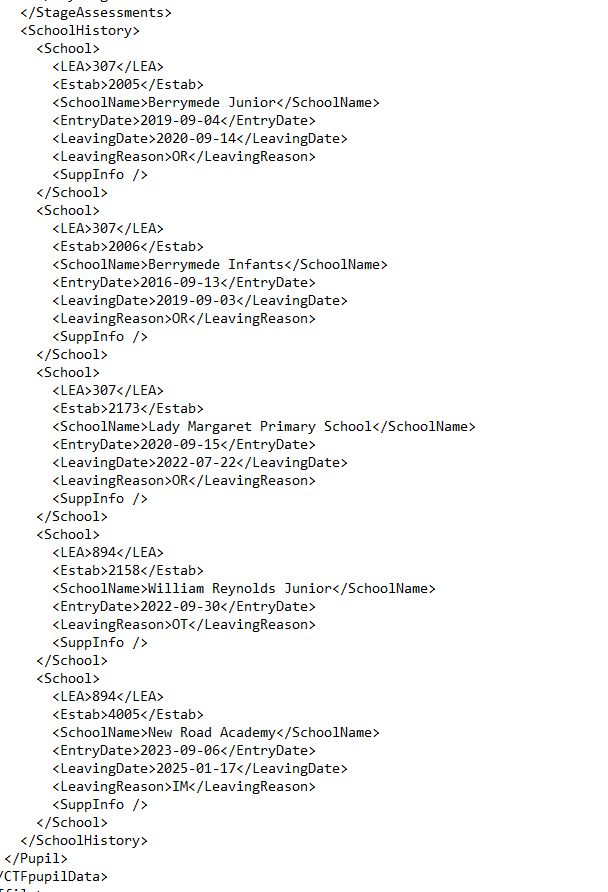 </StageAssessments>
<SchoolHistory>
<School>
<LEA>307</LEA>
<Estab>2005</Estab>
<SchoolName>Berrymede Junior</SchoolName>
<EntryDate>2019-09-04</EntryDate>
<LeavingDate>2020-09-14</LeavingDate>
<LeavingReason>OR</LeavingReason>
<SuppInfo />
</School>
<School>
<LEA>307</LEA>
<Estab>2006</Estab>
<SchoolName>Berrymede Infants</SchoolName>
<EntryDate>2016-09-13</EntryDate>
<LeavingDate>2019-09-03</LeavingDate>
<LeavingReason>OR</LeavingReason>
<SuppInfo />
</School>
<School>
<LEA>307</LEA>
<Estab>2173</Estab>
<SchoolName>Lady Margaret Primary School</SchoolName>
<EntryDate>2020-09-15</EntryDate>
<LeavingDate>2022-07-22</LeavingDate>
<LeavingReason>OR</LeavingReason>
<SuppInfo />
</School>
<School>
<LEA>894</LEA>
<Estab>2158</Estab>
<SchoolName>William Reynolds Junior</SchoolName>
<EntryDate>2022-09-30</EntryDate>
<LeavingReason>OT</LeavingReason>
<SuppInfo />
</School>
<School>
<LEA>894</LEA>
<Estab>4005</Estab>
<SchoolName>New Road Academy</SchoolName>
<EntryDate>2023-09-06</EntryDate>
<LeavingDate>2025-01-17</LeavingDate>
<LeavingReason>IM</LeavingReason>
<SuppInfo />
</School>
</SchoolHistory>
</Pupil>
/CTFpupilData>